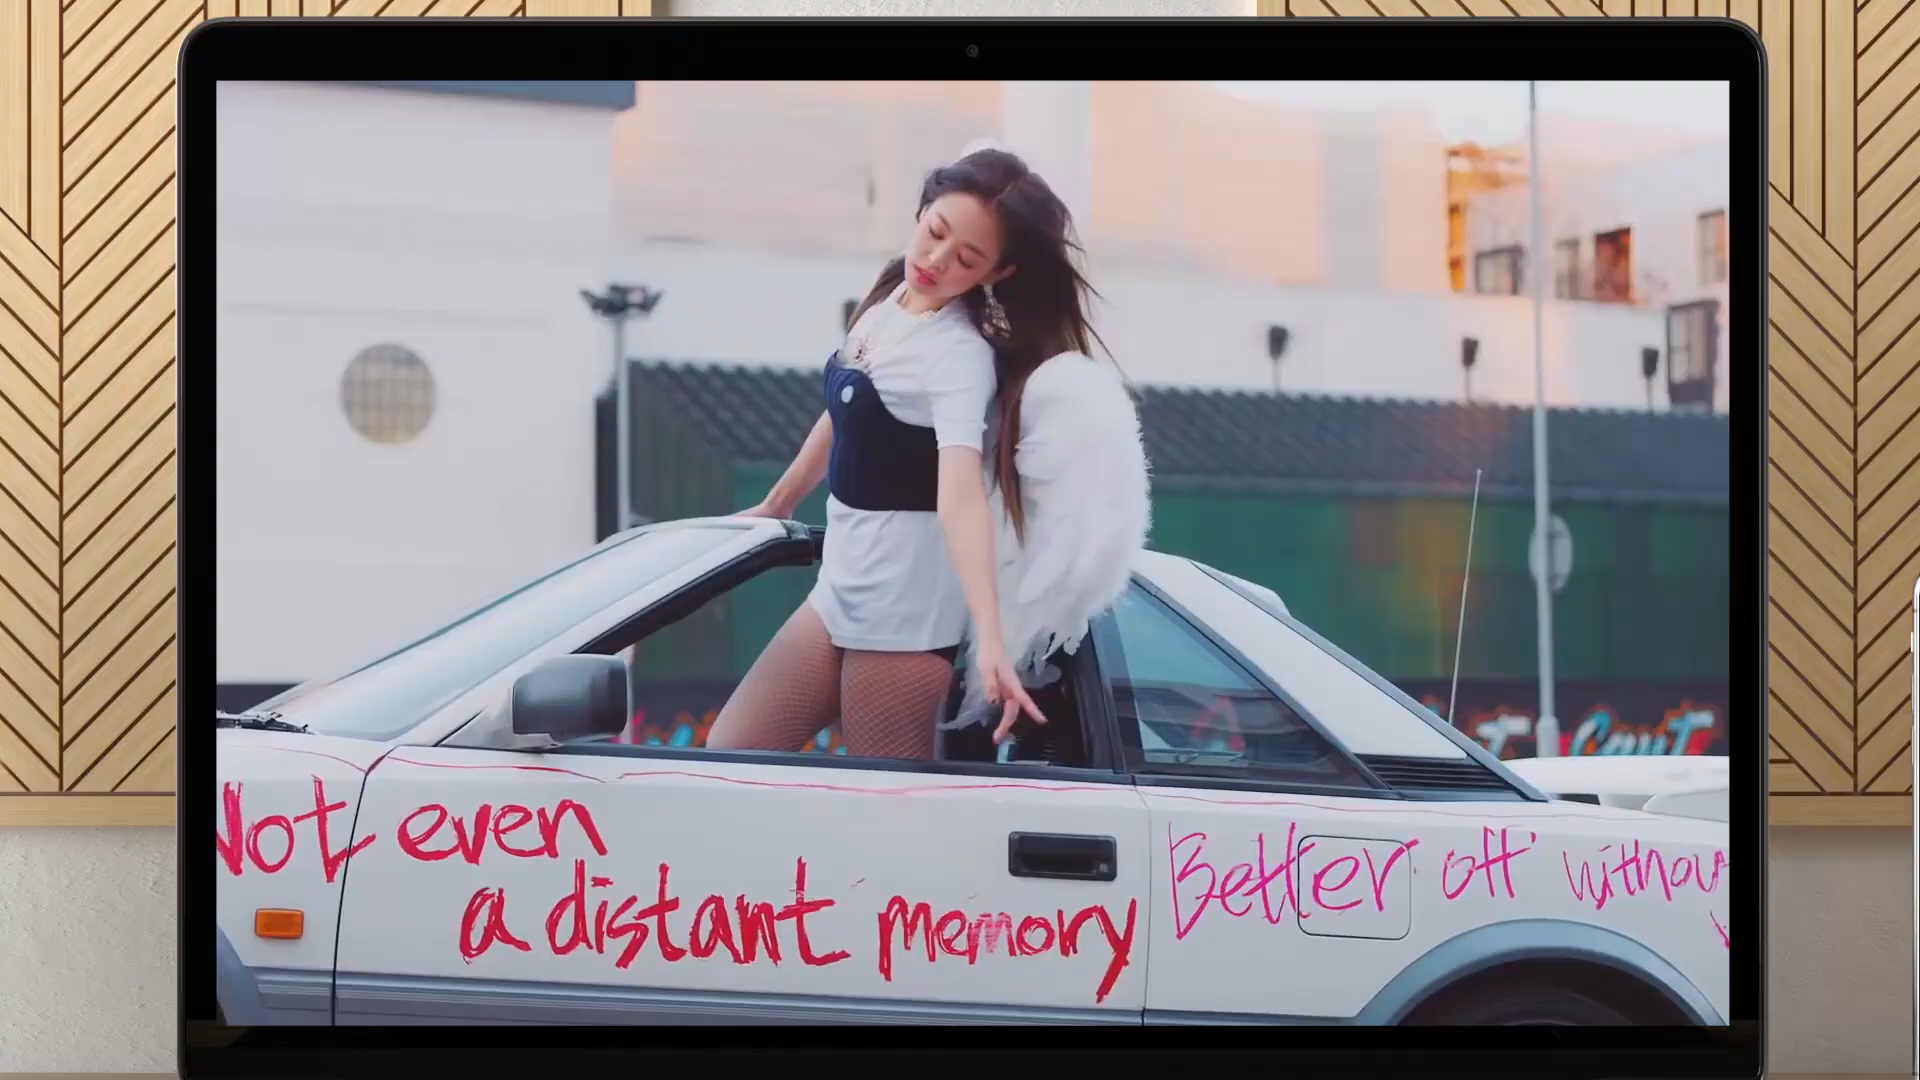 Not even
a distant memory
Better off withou